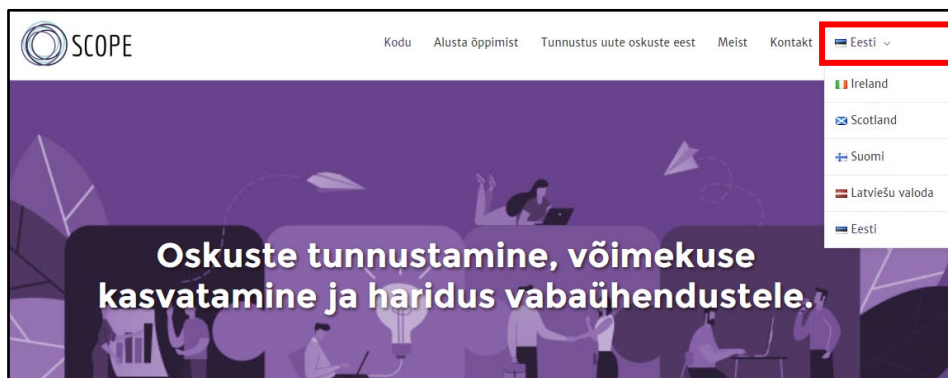 SCOPE
Kodu Alusta õppimist Tunnustus uute oskuste eest Meist Kontakt Eesti
Ireland
Scotland
Suomi
Latviešu valoda
Eesti
Oskuste tunnustamine, võimekuse
kasvatamine ja haridus vabaühendustele.